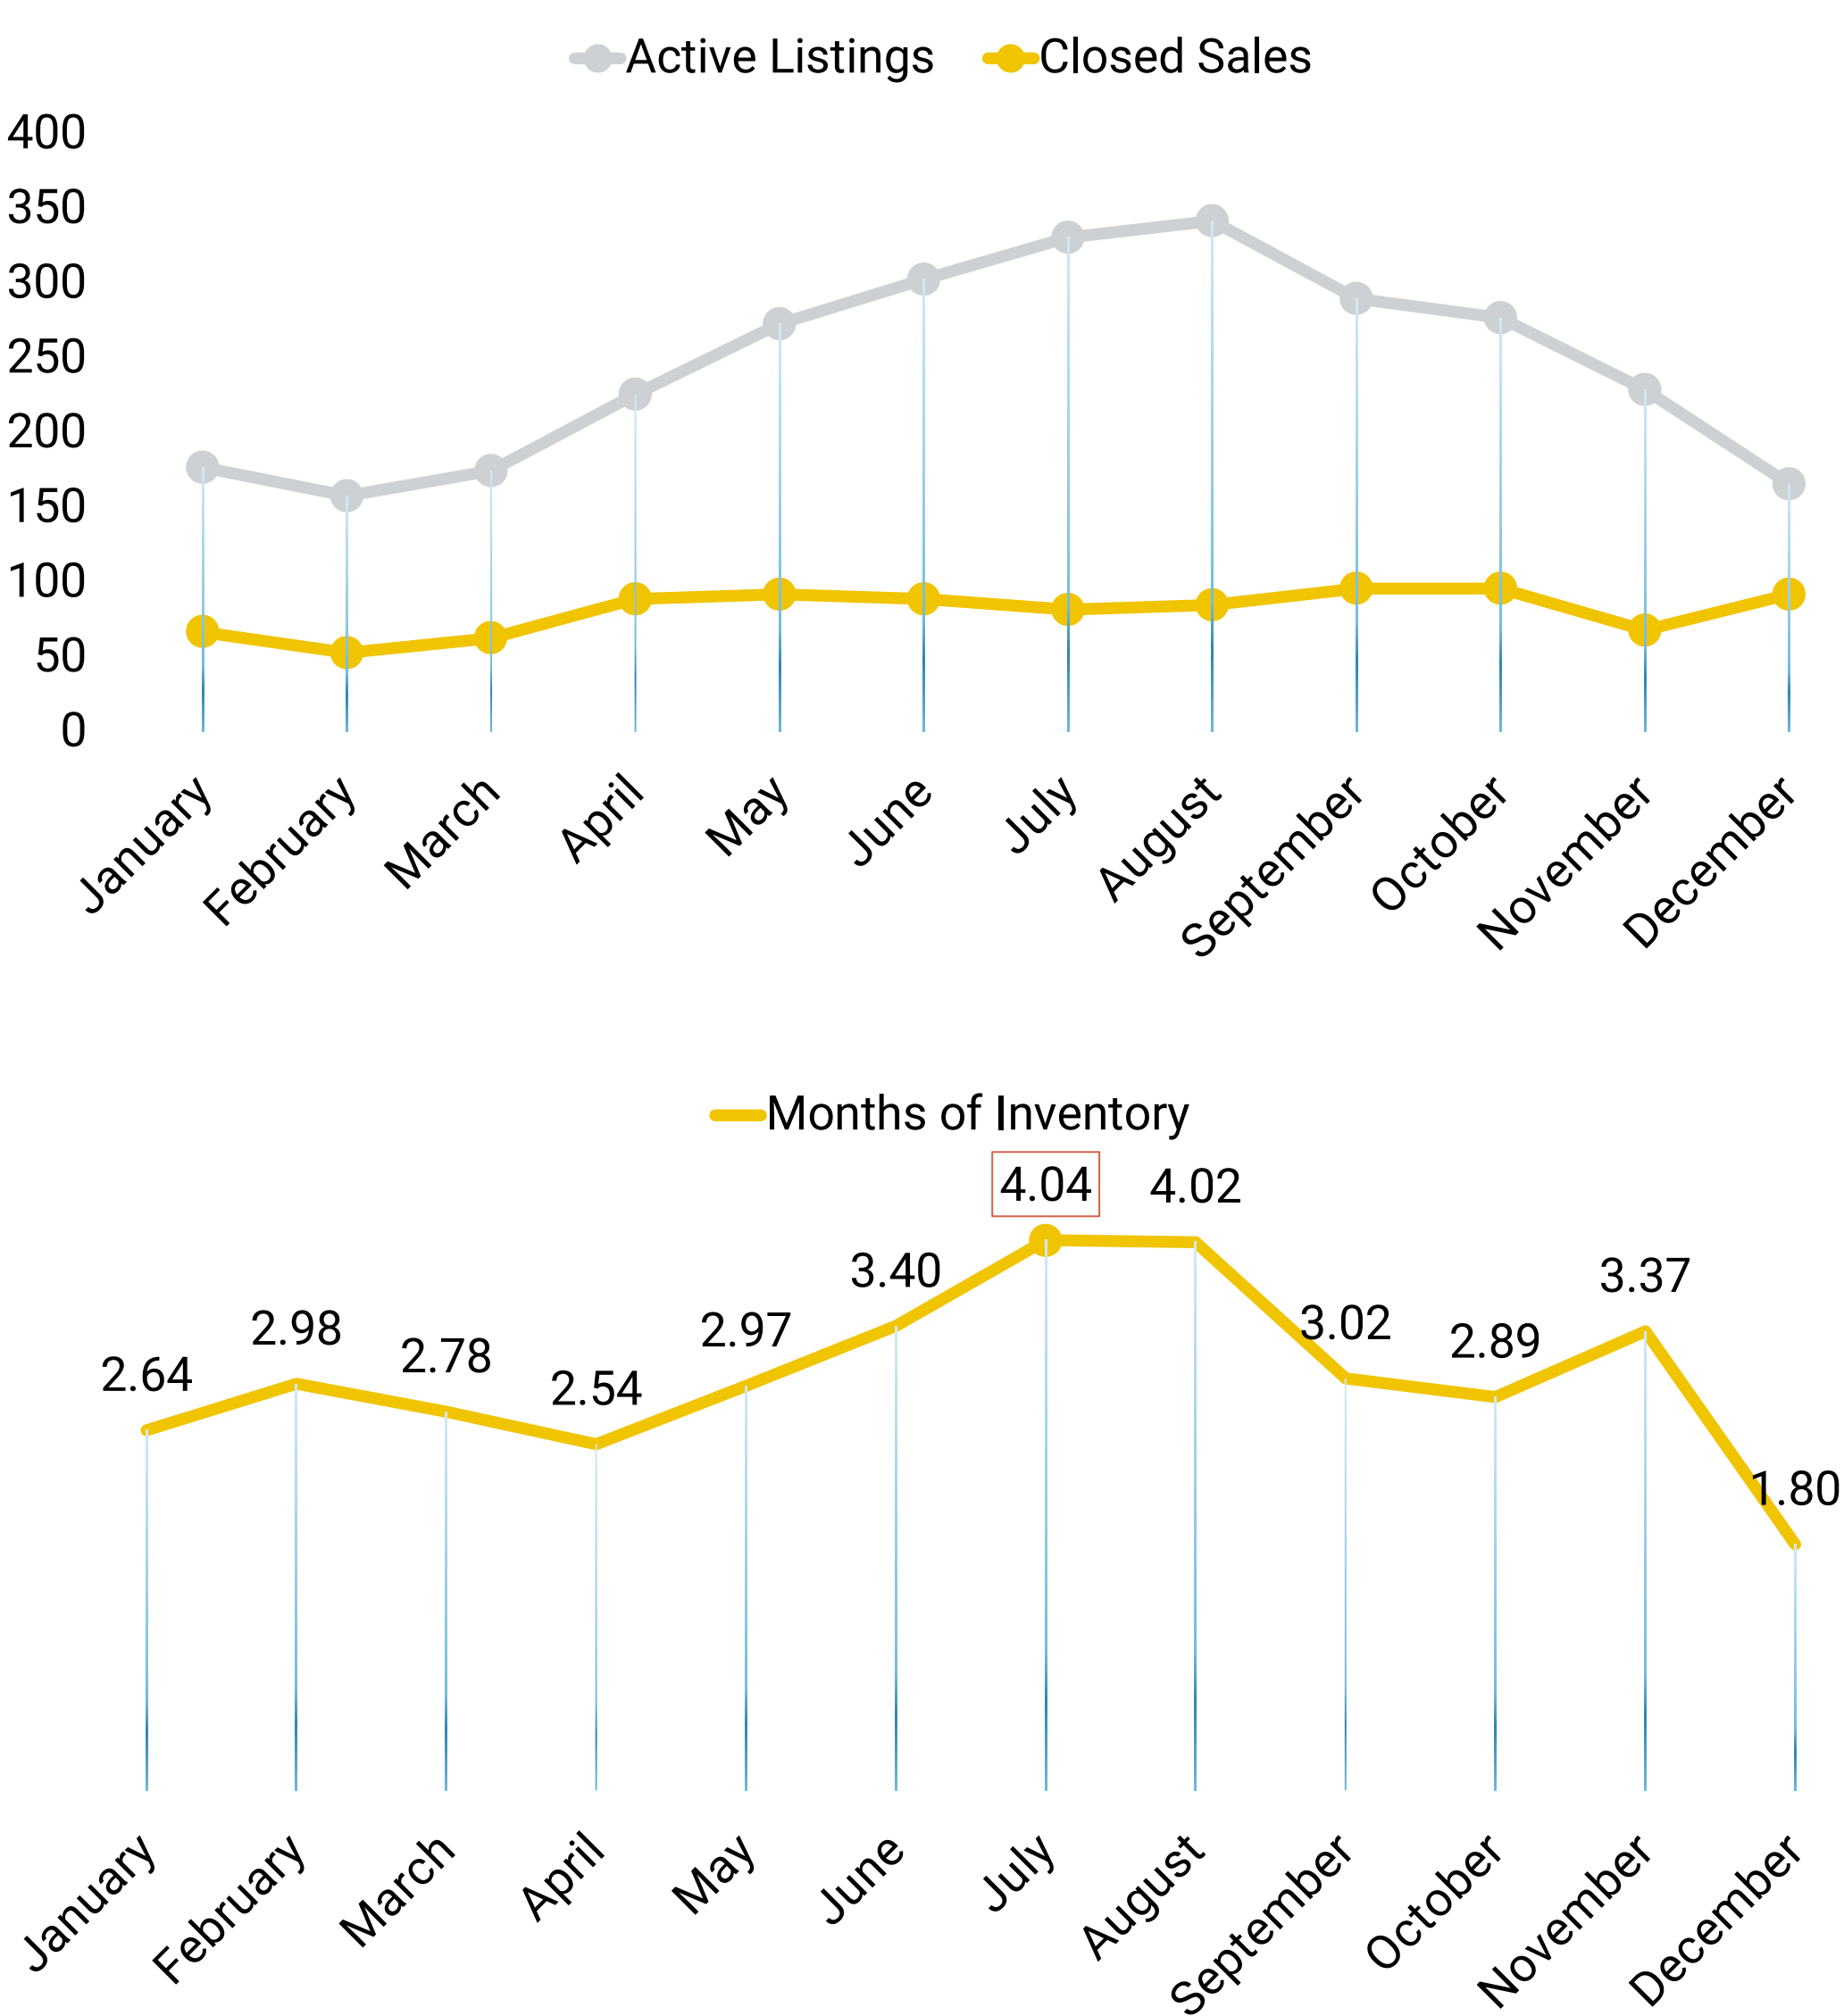 Active Listings Closed Sales
400
350
300
250
200
150
100
50
0
January February March April May June July August September October November December
Months of Inventory
2.64 2.98 2.78 2.54 2.97 3.40 4.04 4.02 3.02 2.89 3.37 1.80
January February March April May June July August September October November December